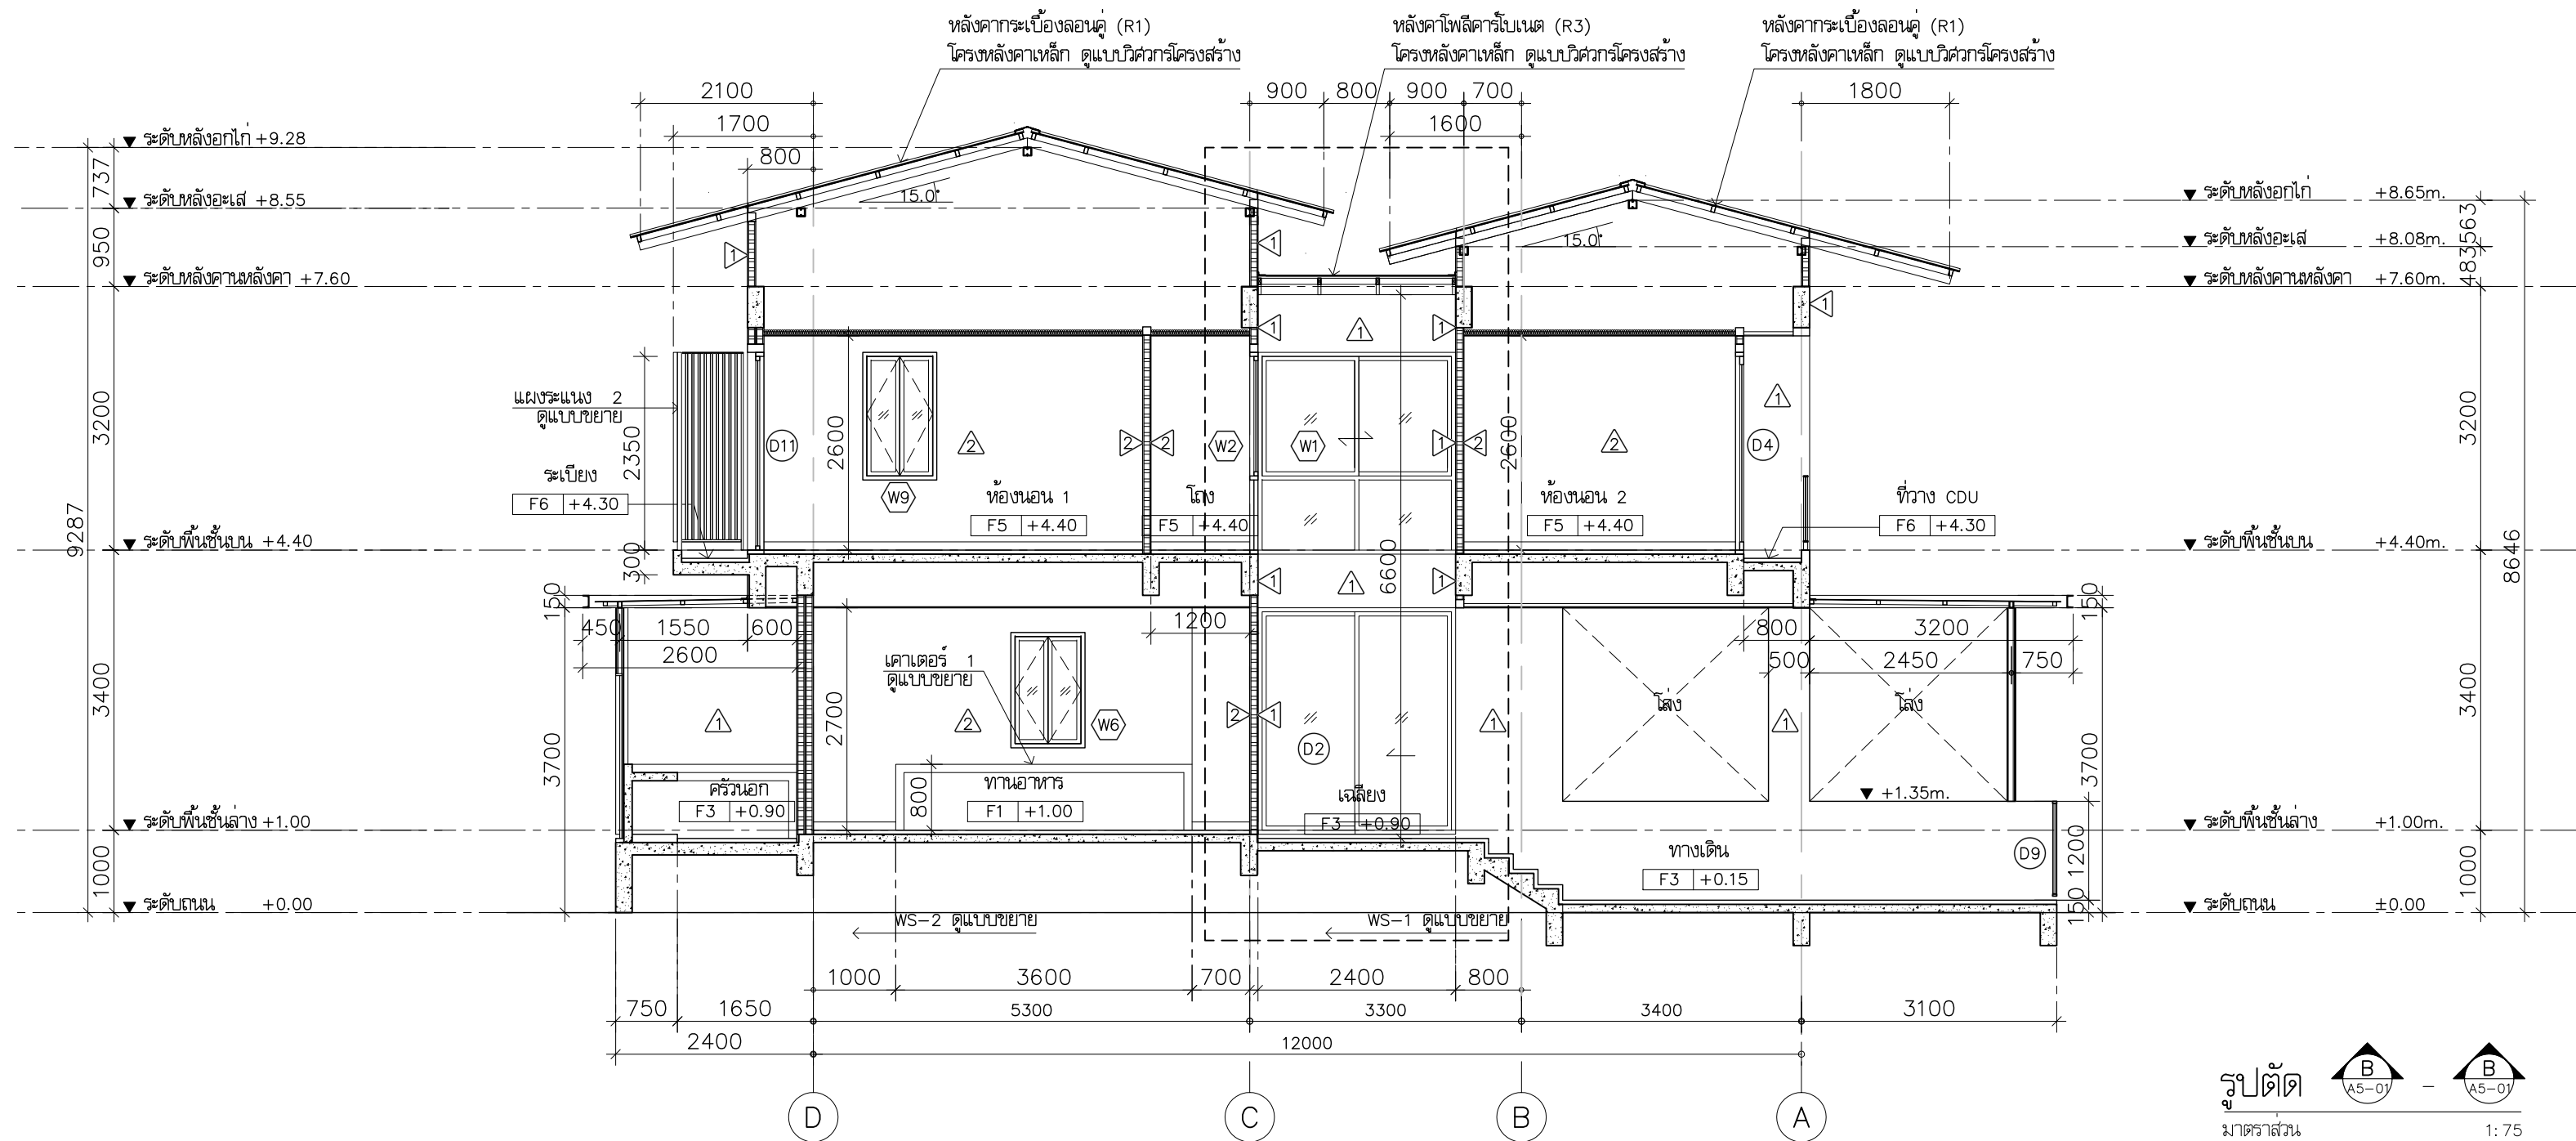 หลังคากระเบื้องลอนคู่ (R1)
โครงหลังคาเหล็ก ดูแบบวิศวกรโครงสร้าง
หลังคาโพลีคาร์โบเนต (R3)
โครงหลังคาเหล็ก ดูแบบวิศวกรโครงสร้าง
หลังคากระเบื้องลอนคู่ (R1)
โครงหลังคาเหล็ก ดูแบบวิศวกรโครงสร้าง
2100
900 800 900 700
1800
1700
1600
800
ระดับหลังอกไก่ +9.28
ระดับหลังอะเส +8.55
ระดับหลังคานหลังคา +7.60
ระดับพื้นชั้นบน +4.40
ระดับพื้นชั้นล่าง +1.00
ระดับถนน +0.00
737
950
3200
3400
1000
9287
ระดับหลังอกไก่ +8.65m.
ระดับหลังอะเส +8.08m.
ระดับหลังคานหลังคา +7.60m.
ระดับพื้นชั้นบน +4.40m.
ระดับพื้นชั้นล่าง +1.00m.
ระดับถนน ±0.00
563
483
3200
3400
1000
8646
15.0°
15.0°
1
1
1
1
1
1
แผงระแนง 2
ดูแบบขยาย
2350
300
ระเบียง
F6 +4.30
D11
2600
W9
2
ห้องนอน 1
F5 +4.40
2 2
โถง
F5 +4.40
W2
W1
1 2
2600
2
ห้องนอน 2
F5 +4.40
D4
1
ที่วาง CDU
F6 +4.30
1
1
1
6600
150
450 1550 600
2600
3700
1
ครัวนอก
F3 +0.90
2700
1200
เคาเตอร์ 1
ดูแบบขยาย
2
W6
800
ทานอาหาร
F1 +1.00
2 1
D2
เฉลียง
F3 +0.90
1
โล่ง
1
โล่ง
800 3200
500 2450 750
150
3700
+1.35m.
ทางเดิน
F3 +0.15
D9
1200
150
WS-2 ดูแบบขยาย
WS-1 ดูแบบขยาย
1000 3600 700 2400 800
750 1650 5300 3300 3400 3100
2400 12000
D C B A
รูปตัด B A5-01 - B A5-01
มาตราส่วน 1:75